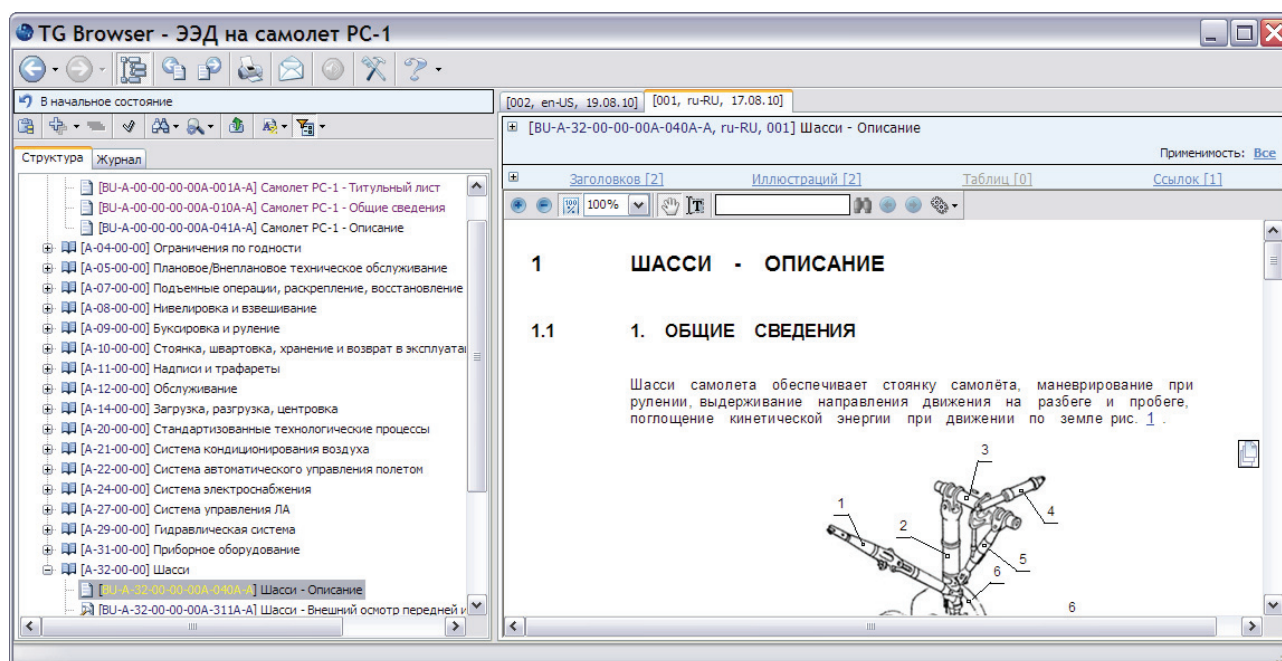 TG Browser - ЭЭД на самолет РС-1
В начальное состояние
Структура Журнал
[BU-A-00-00-00-00A-001A-A] Самолет РС-1 - Титульный лист
[BU-A-00-00-00-00A-010A-A] Самолет РС-1 - Общие сведения
[BU-A-00-00-00-00A-041A-A] Самолет РС-1 - Описание
[A-04-00-00] Ограничения по годности
[A-05-00-00] Плановое/Внеплановое техническое обслуживание
[A-07-00-00] Подъемные операции, раскрепление, восстановление
[A-08-00-00] Нивелировка и взвешивание
[A-09-00-00] Буксировка и руление
[A-10-00-00] Стоянка, швартовка, хранение и возврат в эксплуата
[A-11-00-00] Надписи и трафареты
[A-12-00-00] Обслуживание
[A-14-00-00] Загрузка, разгрузка, центровка
[A-20-00-00] Стандартизованные технологические процессы
[A-21-00-00] Система кондиционирования воздуха
[A-22-00-00] Система автоматического управления полетом
[A-24-00-00] Система электроснабжения
[A-27-00-00] Система управления ЛА
[A-29-00-00] Гидравлическая система
[A-31-00-00] Приборное оборудование
[A-32-00-00] Шасси
[BU-A-32-00-00-00A-040A-A] Шасси - Описание
[BU-A-32-00-00-00A-311A-A] Шасси - Внешний осмотр передней и
[002, en-US, 19.08.10] [001, ru-RU, 17.08.10]
[BU-A-32-00-00-00A-040A-A, ru-RU, 001] Шасси - Описание
Применимость: Все
Заголовков [2] Иллюстраций [2] Таблиц [0] Ссылок [1]
100%
1 ШАССИ - ОПИСАНИЕ
1.1 1. ОБЩИЕ СВЕДЕНИЯ
Шасси самолета обеспечивает стоянку самолёта, маневрирование при
рулении, выдерживание направления движения на разбеге и пробеге,
поглощение кинетической энергии при движении по земле рис. 1 .
3
1
4
2
5
6
6